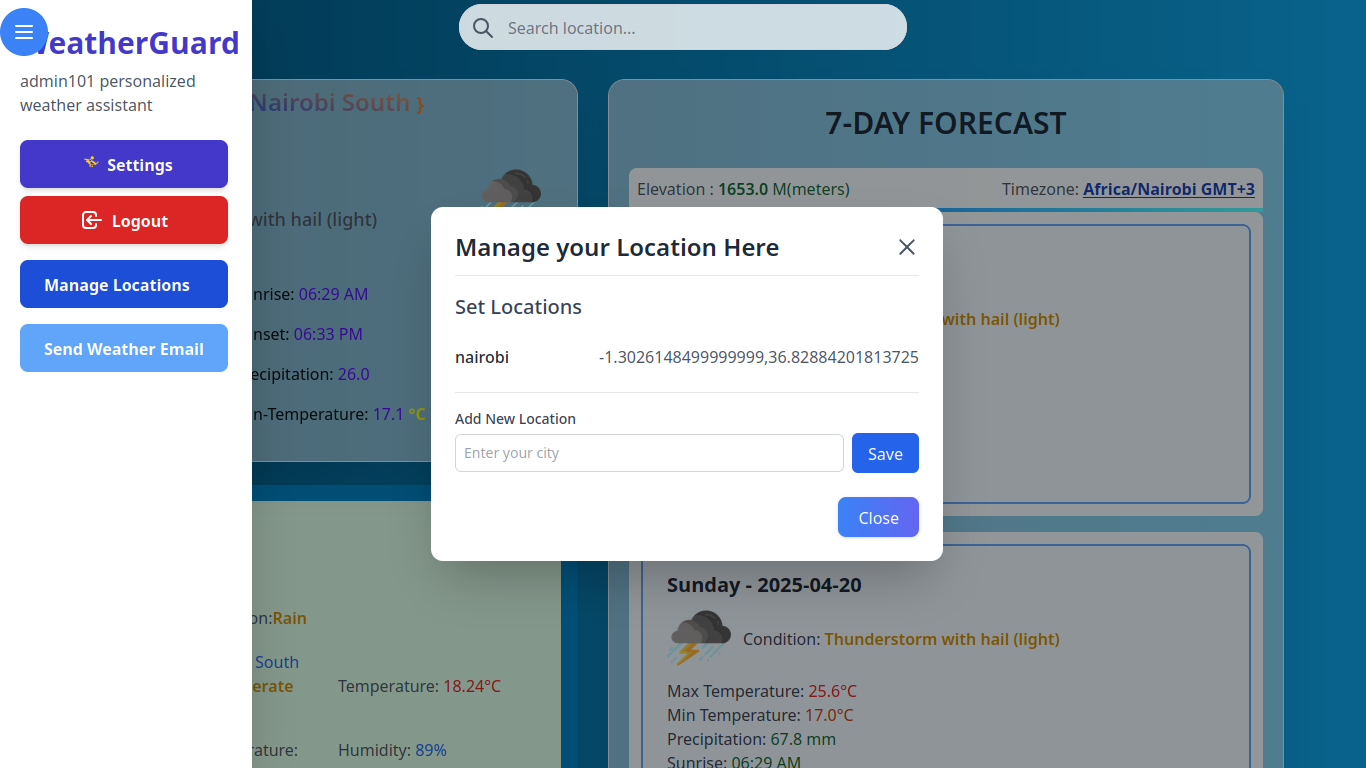 WeatherGuard
admin101 personalized
weather assistant
Settings
Logout
Manage Locations
Send Weather Email
Search location...
Nairobi South }
with hail (light)
nrise: 06:29 AM
nset: 06:33 PM
ecipitation: 26.0
n-Temperature: 17.1 °C
on:Rain
South
erate
Temperature: 18.24°C
rature:
Humidity: 89%
7-DAY FORECAST
Elevation : 1653.0 M(meters)
Timezone: Africa/Nairobi GMT+3
with hail (light)
Manage your Location Here
Set Locations
nairobi
-1.3026148499999999,36.82884201813725
Add New Location
Enter your city
Save
Close
Sunday - 2025-04-20
Condition: Thunderstorm with hail (light)
Max Temperature: 25.6°C
Min Temperature: 17.0°C
Precipitation: 67.8 mm
Sunrise: 06:29 AM